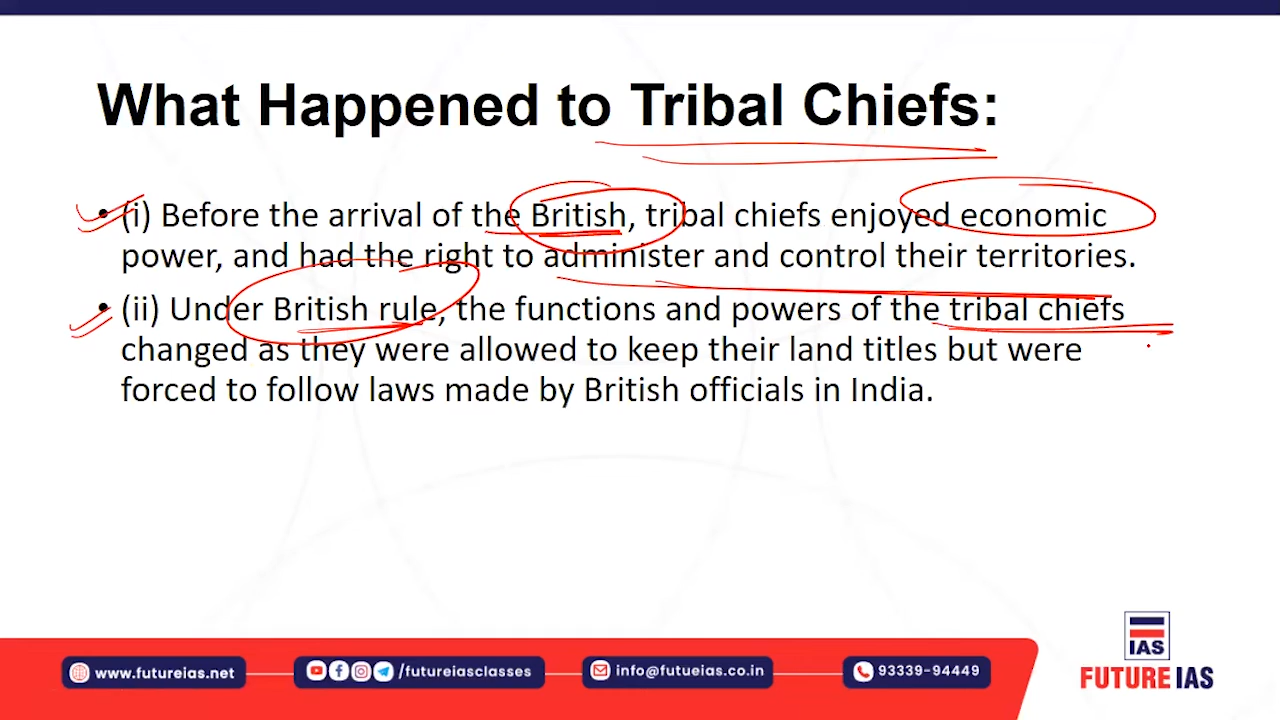 What Happened to Tribal Chiefs:
• (i) Before the arrival of the British, tribal chiefs enjoyed economic
power, and had the right to administer and control their territories.
• (ii) Under British rule, the functions and powers of the tribal chiefs
changed as they were allowed to keep their land titles but were
forced to follow laws made by British officials in India.
IAS
FUTURE IAS
www.futureias.net
/futureiasclasses
info@futueias.co.in
93339-94449